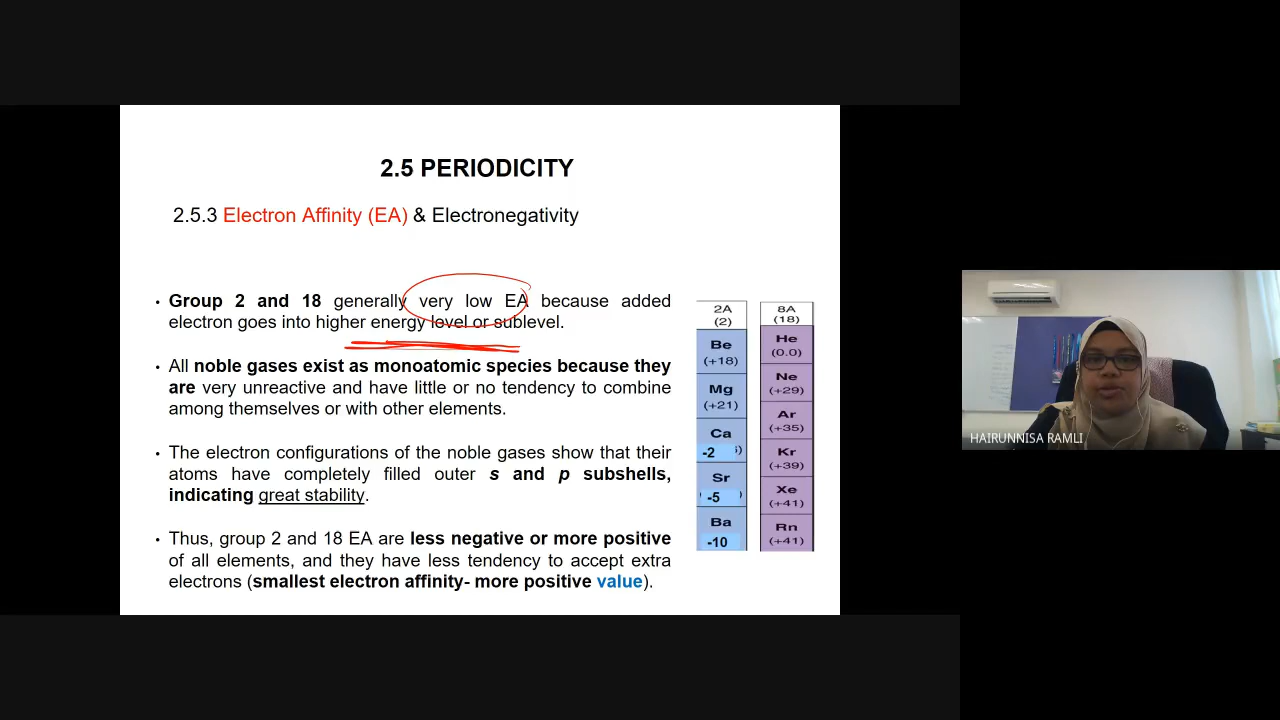 2.5 PERIODICITY
2.5.3 Electron Affinity (EA) & Electronegativity
• Group 2 and 18 generally very low EA because added
electron goes into higher energy level or sublevel.
• All noble gases exist as monoatomic species because they
are very unreactive and have little or no tendency to combine
among themselves or with other elements.
• The electron configurations of the noble gases show that their
atoms have completely filled outer s and p subshells,
indicating great stability.
• Thus, group 2 and 18 EA are less negative or more positive
of all elements, and they have less tendency to accept extra
electrons (smallest electron affinity- more positive value).
2A
(2)
Be
(+18)
Mg
(+21)
Ca
-2
Sr
-5
Ba
-10
8A
(18)
He
(0.0)
Ne
(+29)
Ar
(+35)
Kr
(+39)
Xe
(+41)
Rn
(+41)
HAIRUNNISA RAMLI